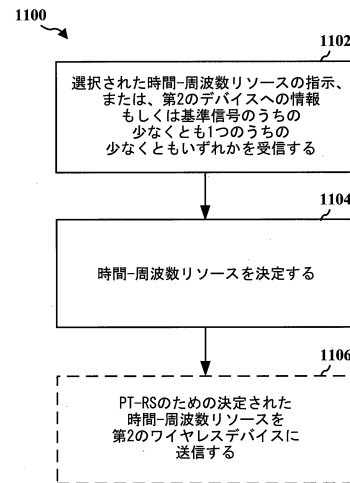 1100
1102
選択された時間-周波数リソースの指示、
または、第2のデバイスへの情報
もしくは基準信号のうちの
少なくとも1つのうちの
少なくともいずれかを受信する
1104
時間-周波数リソースを決定する
1106
PT-RSのための決定された
時間-周波数リソースを
第2のワイヤレスデバイスに
送信する